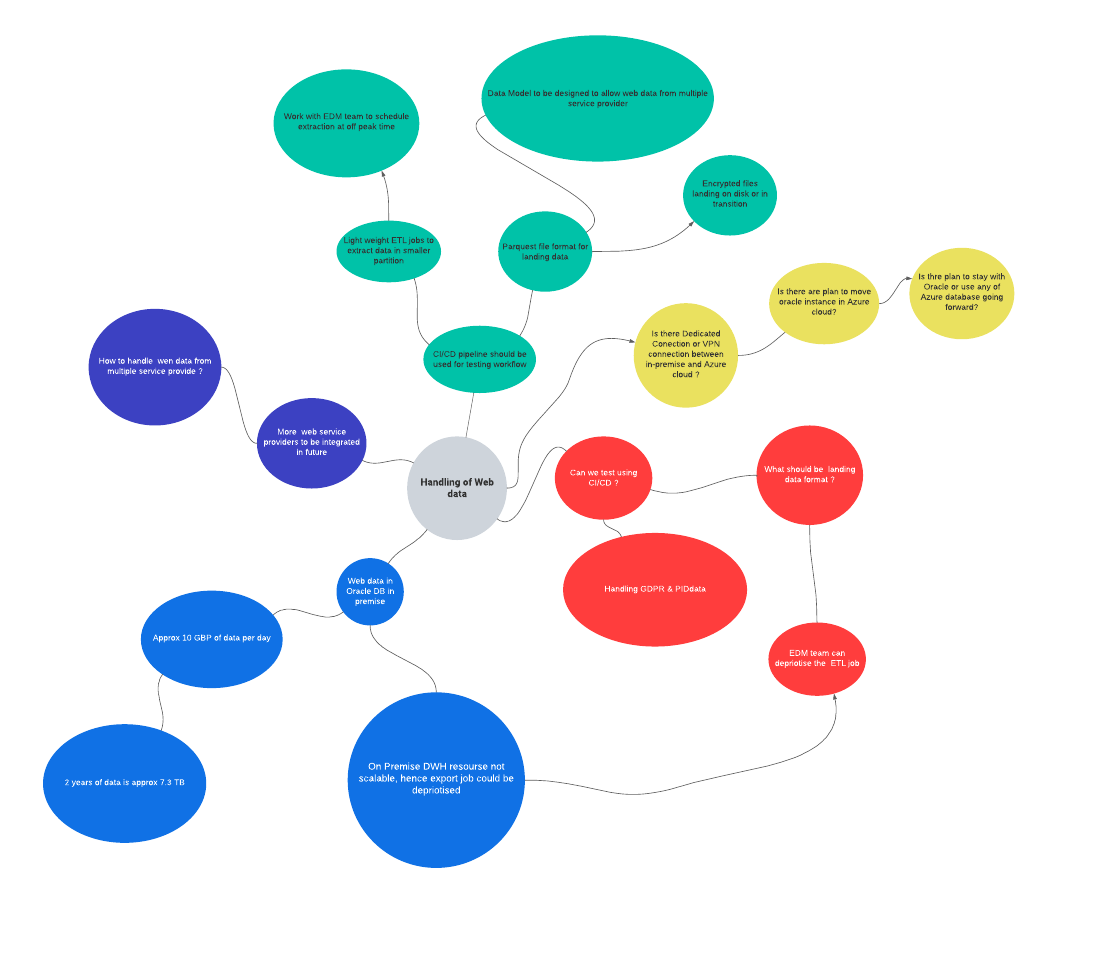 Data Model to be designed to allow web data from multiple
service provider
Work with EDM team to schedule
extraction at off peak time
Encrypted files
landing on disk or in
transition
Light weight ETL jobs to
extract data in smaller
partition
Parquest file format for
landing data
Is there are plan to move
oracle instance in Azure
cloud?
Is thre plan to stay with
Oracle or use any of
Azure database going
forward?
How to handle wen data from
multiple service provide ?
CI/CD pipeline should be
used for testing workflow
Is there Dedicated
Conection or VPN
connection between
in-premise and Azure
cloud ?
More web service
providers to be integrated
in future
Handling of Web
data
Can we test using
CI/CD ?
What should be landing
data format ?
Web data in
Oracle DB in
premise
Handling GDPR & PIDdata
Approx 10 GBP of data per day
EDM team can
depriotise the ETL job
2 years of data is approx 7.3 TB
On Premise DWH resourse not
scalable, hence export job could be
depriotised